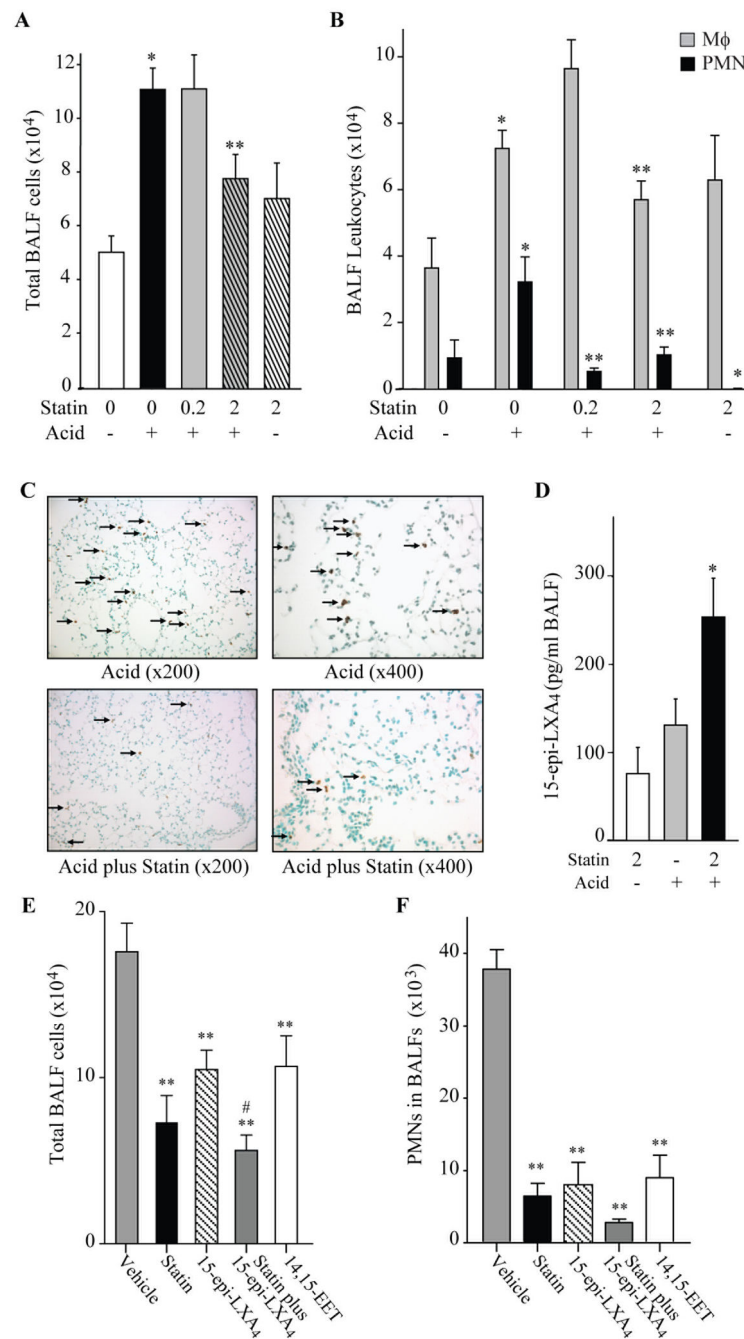 A
Total BALF cells (x10⁴)
12
10
8
6
4
2
0
*
**
Statin 0 0 0.2 2 2
Acid - + + + -
B
BALF Leukocytes (x10⁴)
10
8
6
4
2
0
Mϕ
PMN
*
*
**
**
**
*
Statin 0 0 0.2 2 2
Acid - + + + -
C
Acid (x200)
Acid (x400)
Acid plus Statin (x200)
Acid plus Statin (x400)
D
15-epi-LXA₄ (pg/ml BALF)
300
200
100
0
*
Statin 2 - 2
Acid - + +
E
Total BALF cells (x10⁴)
20
10
0
**
**
#
**
**
Vehicle
Statin
15-epi-LXA₄
Statin plus
15-epi-LXA₄
14,15-EET
F
PMNs in BALFs (x10³)
40
30
20
10
0
**
**
**
**
Vehicle
Statin
15-epi-LXA₄
Statin plus
15-epi-LXA₄
14,15-EET